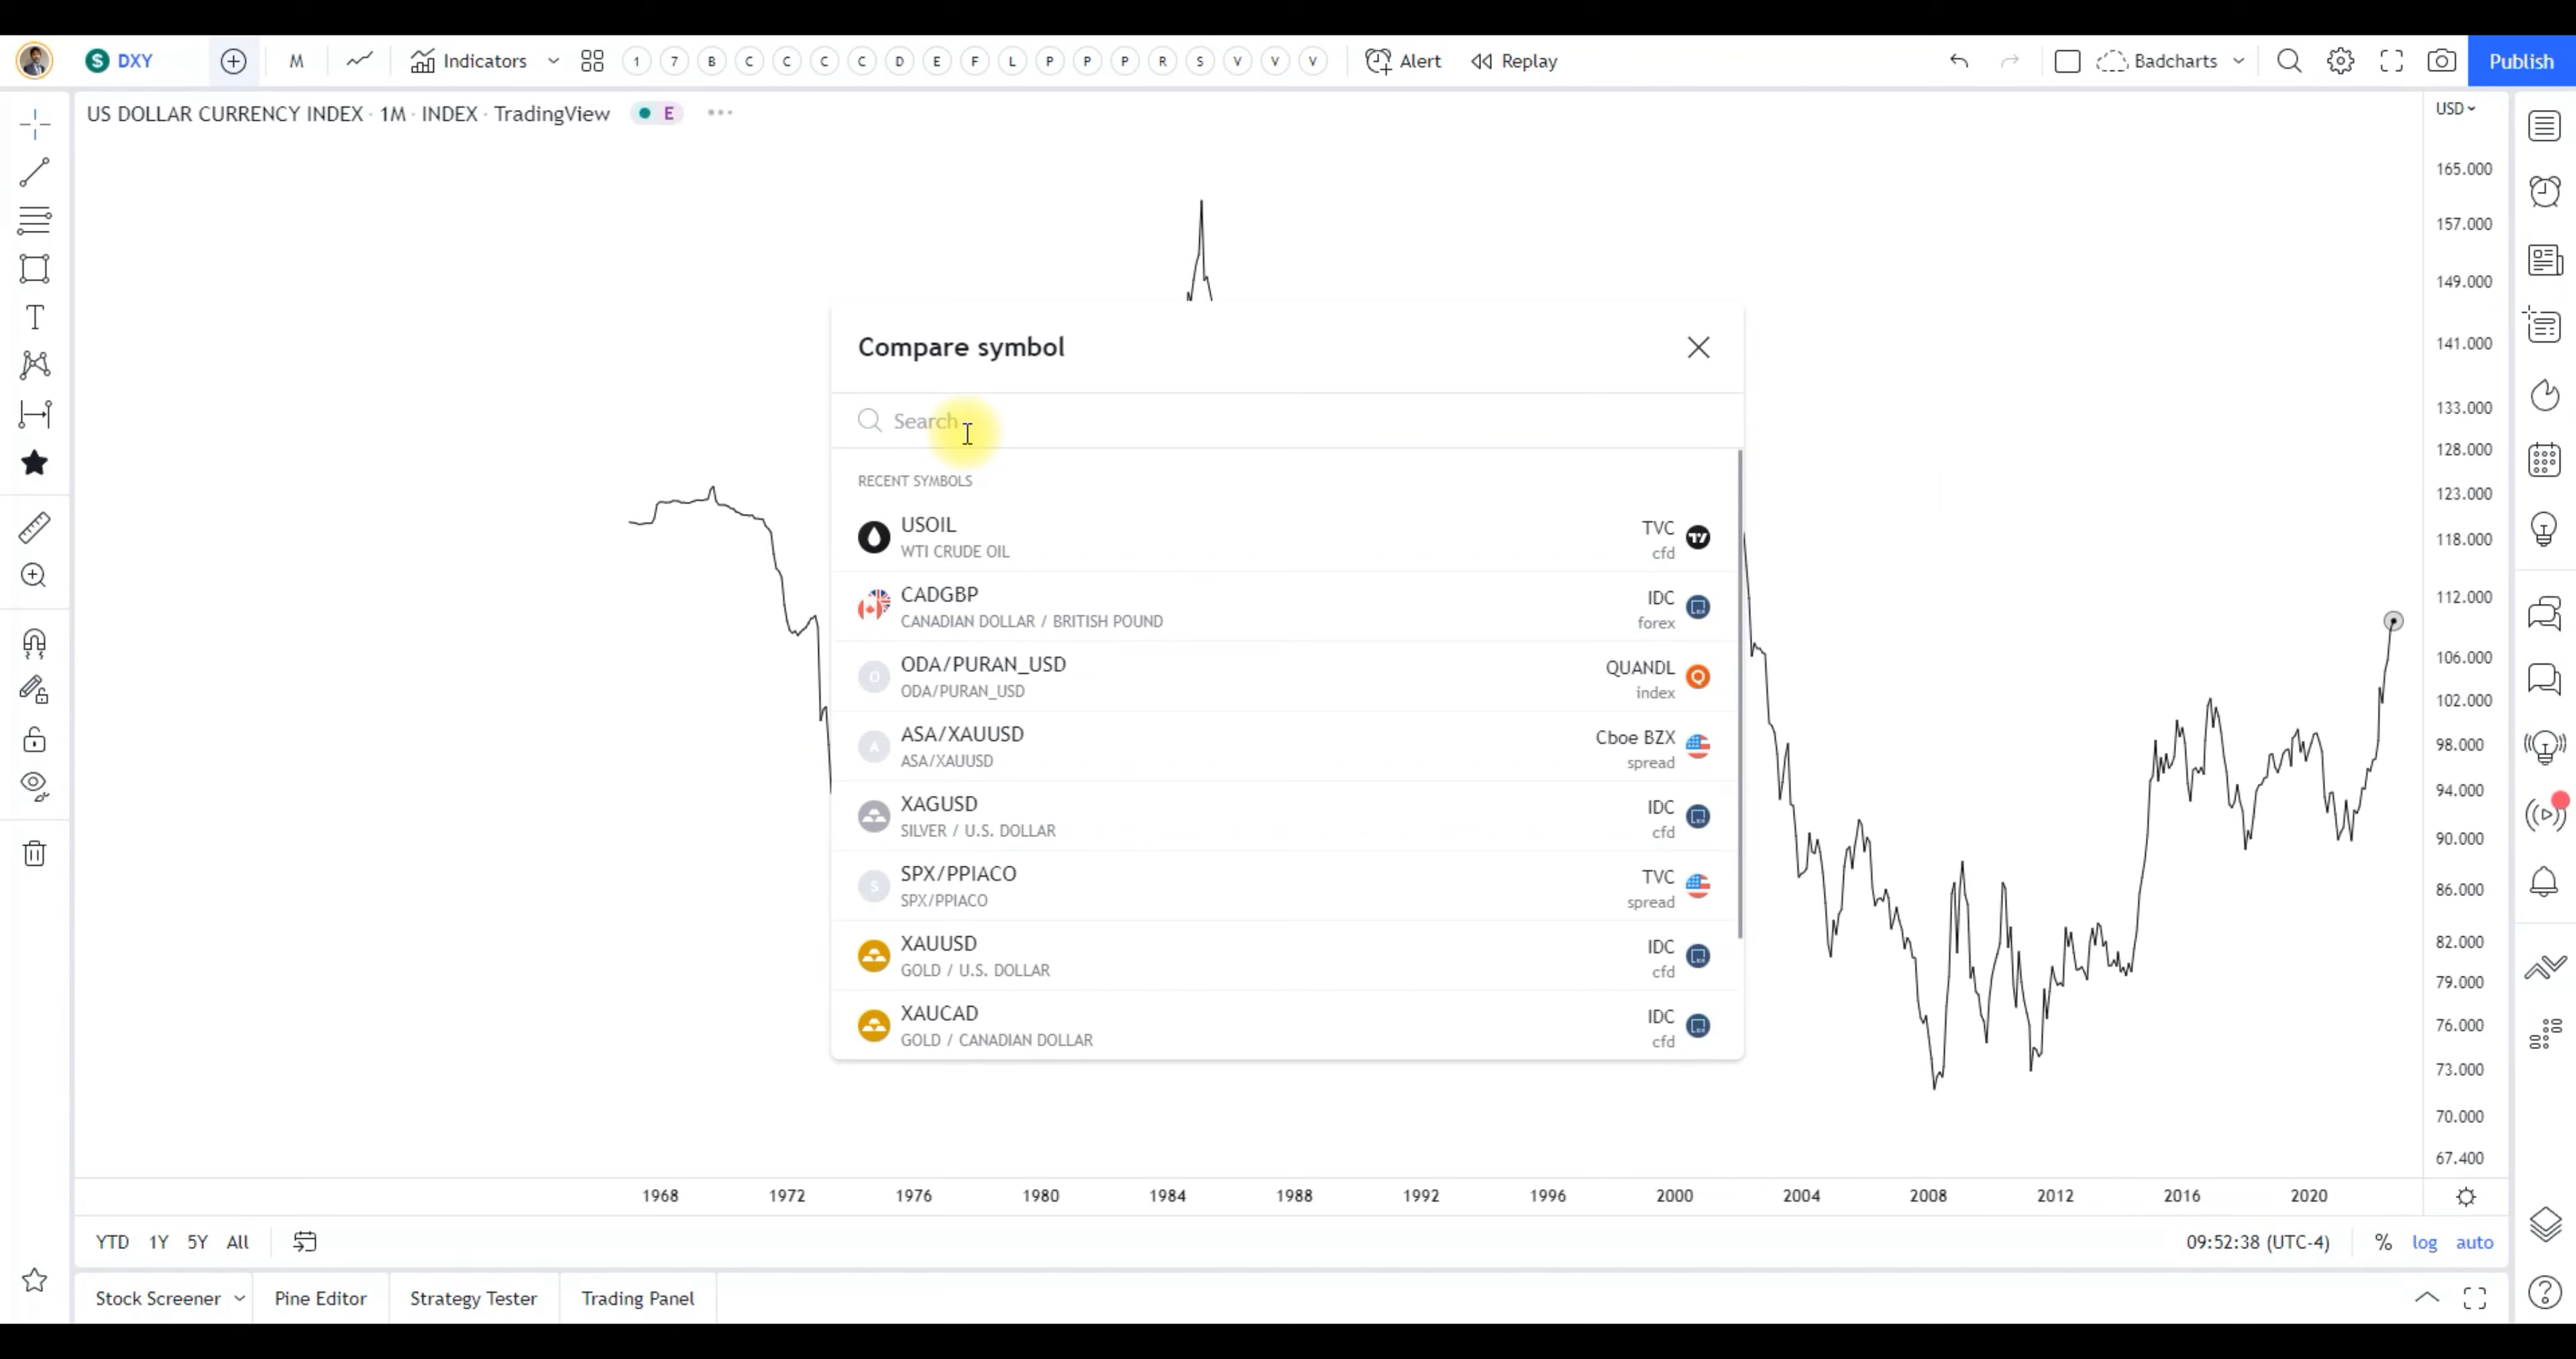 DXY M Indicators 1 7 B C C C C D E F L P P P R S V V V Alert Replay Badcharts Publish
US DOLLAR CURRENCY INDEX · 1M · INDEX · TradingView E
USD
165.000
157.000
149.000
141.000
133.000
128.000
123.000
118.000
112.000
106.000
102.000
98.000
94.000
90.000
86.000
82.000
79.000
76.000
73.000
70.000
67.400
Compare symbol
Search
RECENT SYMBOLS
USOIL TVC
WTI CRUDE OIL cfd
CADGBP IDC
CANADIAN DOLLAR / BRITISH POUND forex
ODA/PURAN_USD QUANDL
ODA/PURAN_USD index
ASA/XAUUSD Cboe BZX
ASA/XAUUSD spread
XAGUSD IDC
SILVER / U.S. DOLLAR cfd
SPX/PPIACO TVC
SPX/PPIACO spread
XAUUSD IDC
GOLD / U.S. DOLLAR cfd
XAUCAD IDC
GOLD / CANADIAN DOLLAR cfd
1968 1972 1976 1980 1984 1988 1992 1996 2000 2004 2008 2012 2016 2020
YTD 1Y 5Y All 09:52:38 (UTC-4) % log auto
Stock Screener Pine Editor Strategy Tester Trading Panel